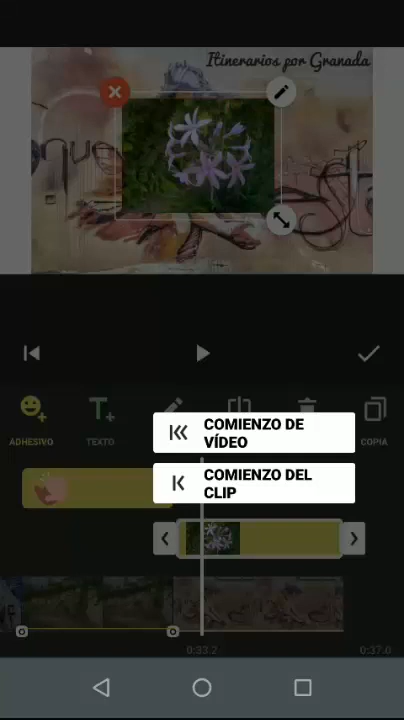 Itinerarios por Granada
ADHESIVO
TEXTO
COPIA
COMIENZO DE
VÍDEO
COMIENZO DEL
CLIP
0:33.2
0:37.0